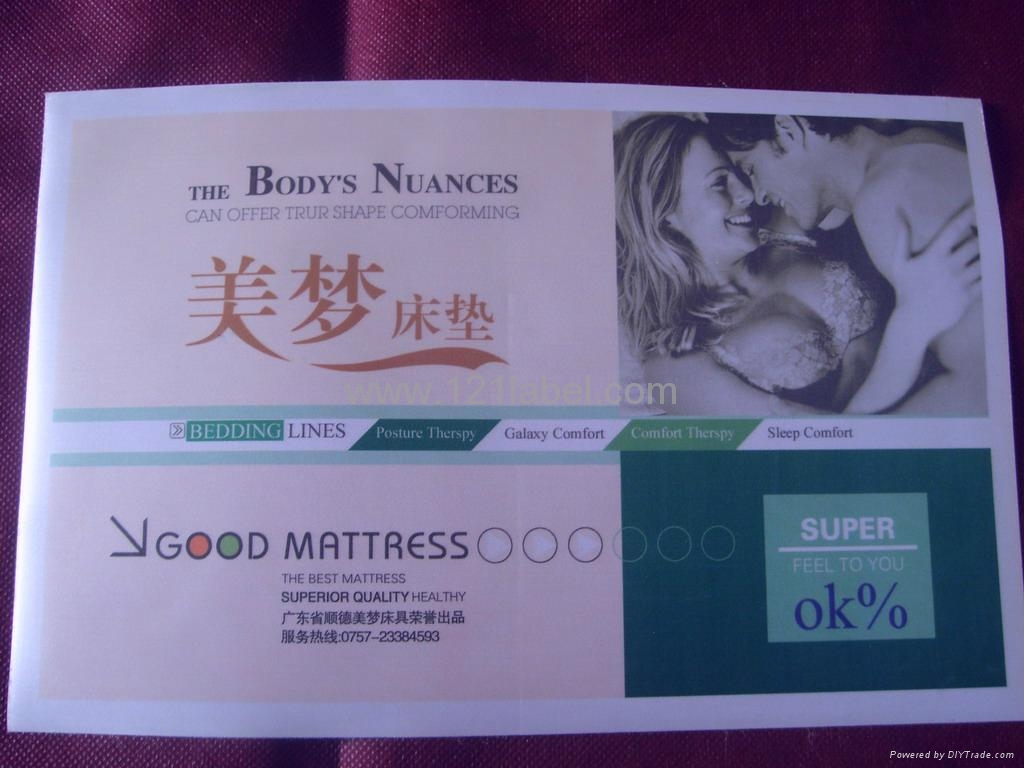 THE BODY'S NUANCES
CAN OFFER TRUR SHAPE COMFORMING
美梦床垫
www.121label.com
BEDDING LINES Posture Therspy Galaxy Comfort Comfort Therspy Sleep Comfort
GOOD MATTRESS
THE BEST MATTRESS
SUPERIOR QUALITY HEALTHY
广东省顺德美梦床具荣誉出品
服务热线:0757-23384593
SUPER
FEEL TO YOU
ok%
Powered by DIYTrade.com